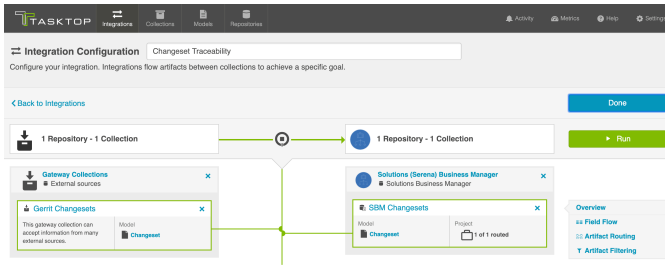 TASKTOP
Integrations
Collections
Models
Repositories
Activity
Metrics
Help
Settings
Integration Configuration
Changeset Traceability
Configure your integration. Integrations flow artifacts between collections to achieve a specific goal.
Back to Integrations
Done
1 Repository - 1 Collection
1 Repository - 1 Collection
Run
Gateway Collections
External sources
Gerrit Changesets
This gateway collection can
accept information from many
external sources.
Model
Changeset
Solutions (Serena) Business Manager
Solutions Business Manager
SBM Changesets
Model
Changeset
Project
1 of 1 routed
Overview
Field Flow
Artifact Routing
Artifact Filtering